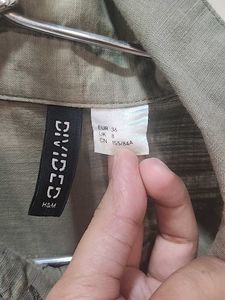 DIVIDED
H&M
EUR 36
UK 8
CN 155/84A